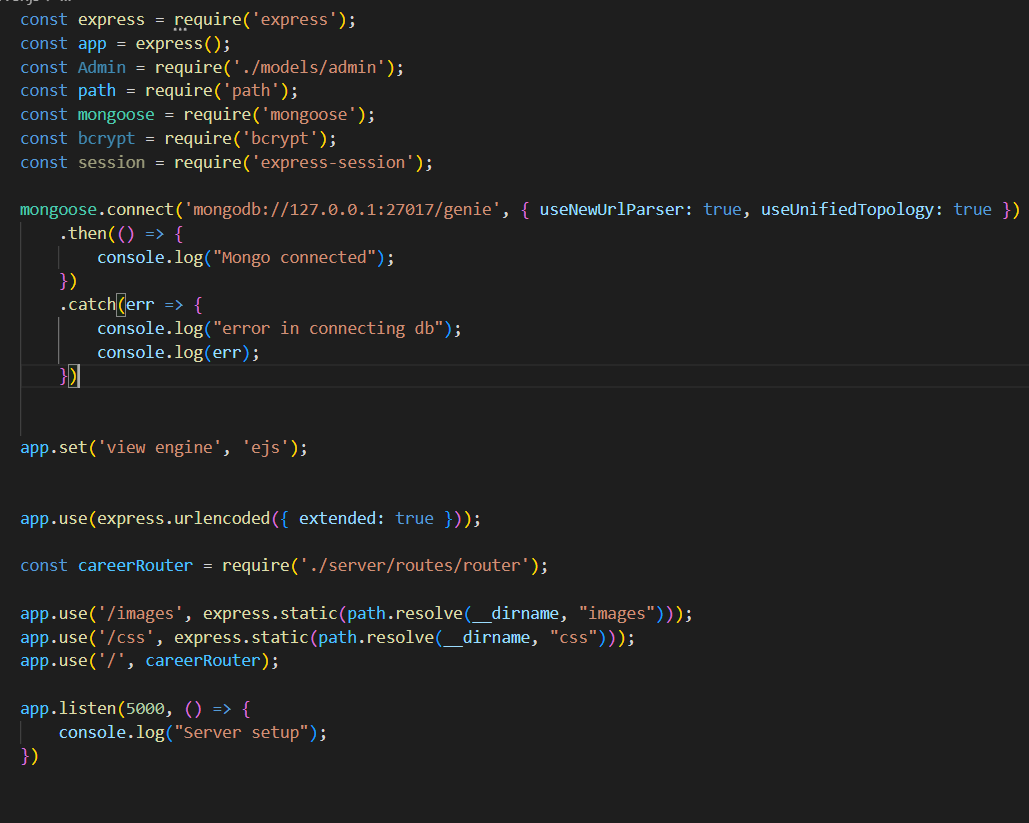 const express = require('express');
const app = express();
const Admin = require('./models/admin');
const path = require('path');
const mongoose = require('mongoose');
const bcrypt = require('bcrypt');
const session = require('express-session');
mongoose.connect('mongodb://127.0.0.1:27017/genie', { useNewUrlParser: true, useUnifiedTopology: true })
    .then(() => {
        console.log("Mongo connected");
    })
    .catch(err => {
        console.log("error in connecting db");
        console.log(err);
    })
app.set('view engine', 'ejs');
app.use(express.urlencoded({ extended: true }));
const careerRouter = require('./server/routes/router');
app.use('/images', express.static(path.resolve(__dirname, "images")));
app.use('/css', express.static(path.resolve(__dirname, "css")));
app.use('/', careerRouter);
app.listen(5000, () => {
    console.log("Server setup");
})